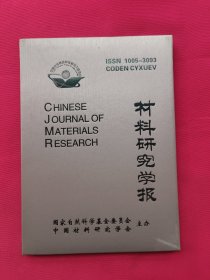 ISSN 1005-3093
CODEN CYXUEV
CHINESE
JOURNAL OF
MATERIALS
RESEARCH
材料研究学报
国家自然科学基金委员会
中国材料研究学会
主办